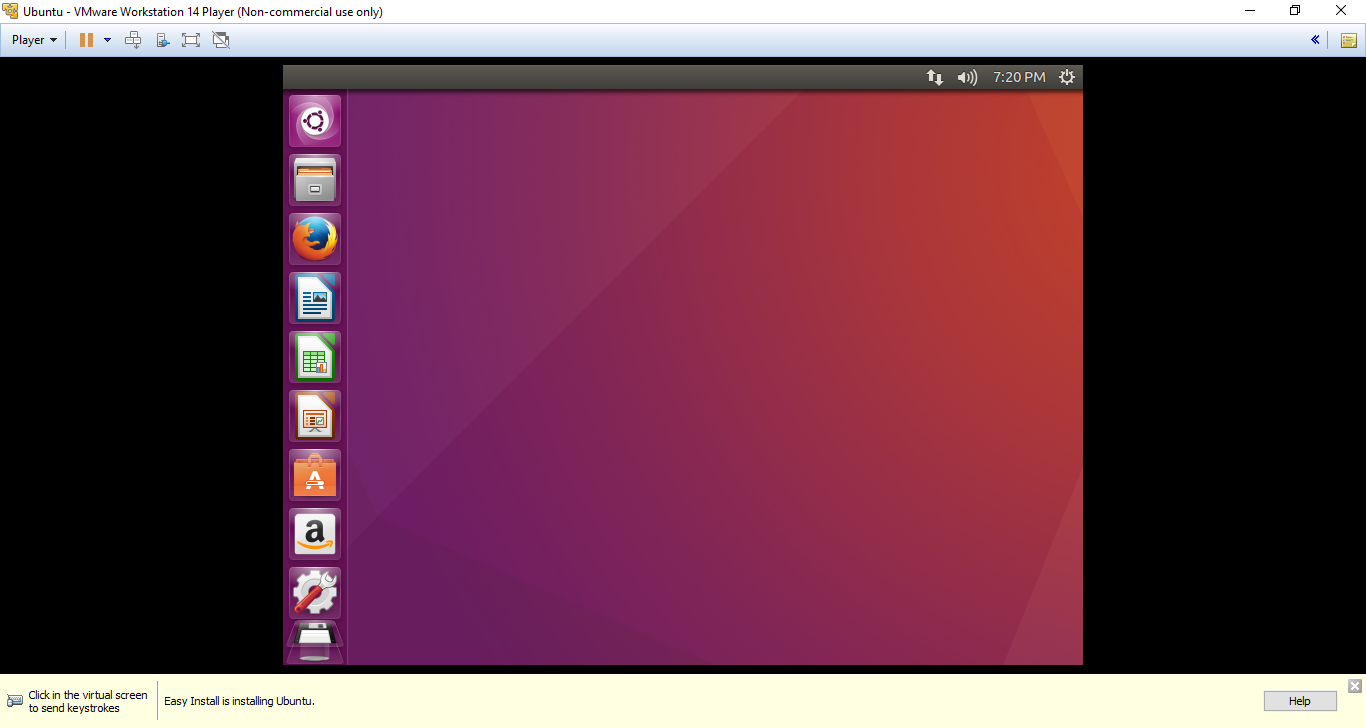 Ubuntu - VMware Workstation 14 Player (Non-commercial use only)
Player
7:20 PM
A
a
Click in the virtual screen
to send keystrokes
Easy Install is installing Ubuntu.
Help